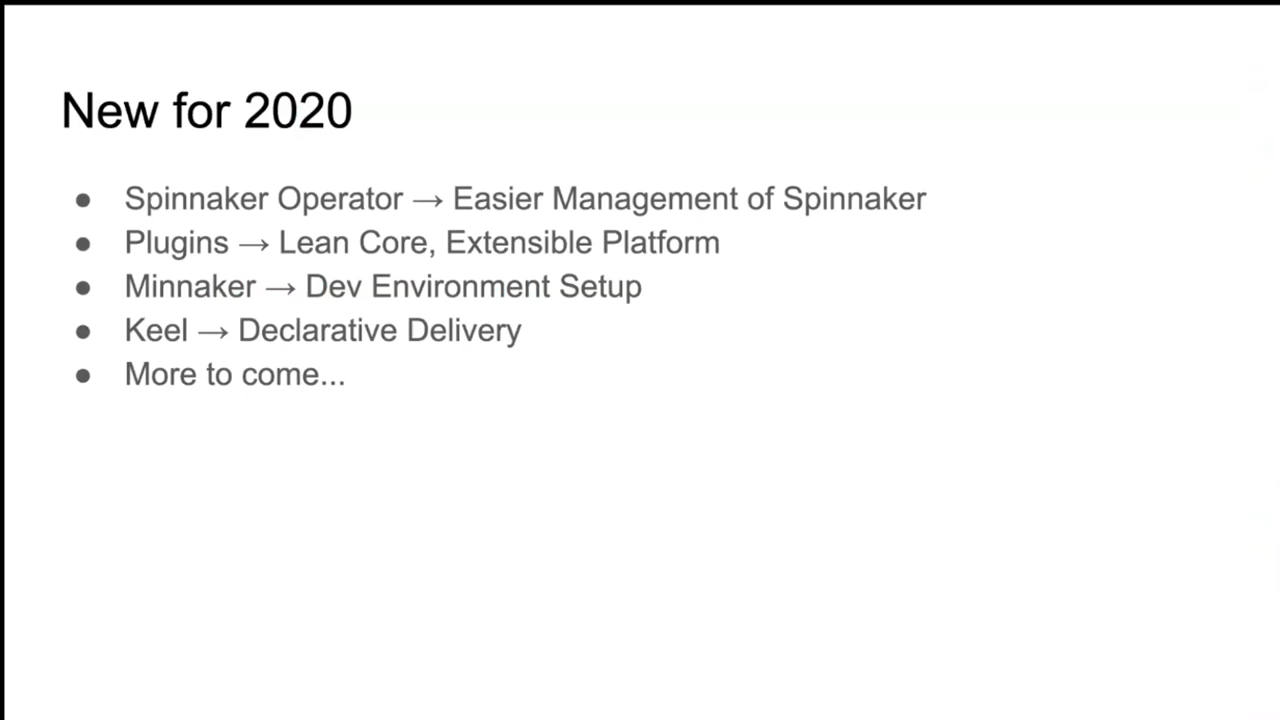 New for 2020
● Spinnaker Operator → Easier Management of Spinnaker
● Plugins → Lean Core, Extensible Platform
● Minnaker → Dev Environment Setup
● Keel → Declarative Delivery
● More to come...